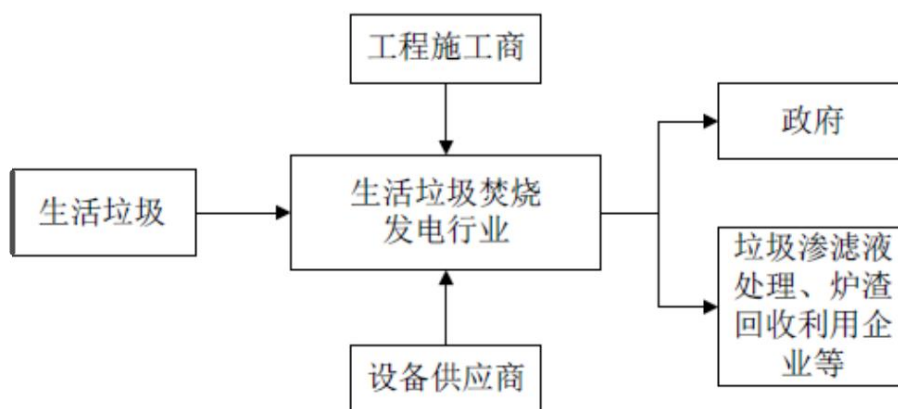 工程施工商
政府
生活垃圾
生活垃圾焚烧
发电行业
垃圾渗滤液
处理、炉渣
回收利用企
业等
设备供应商